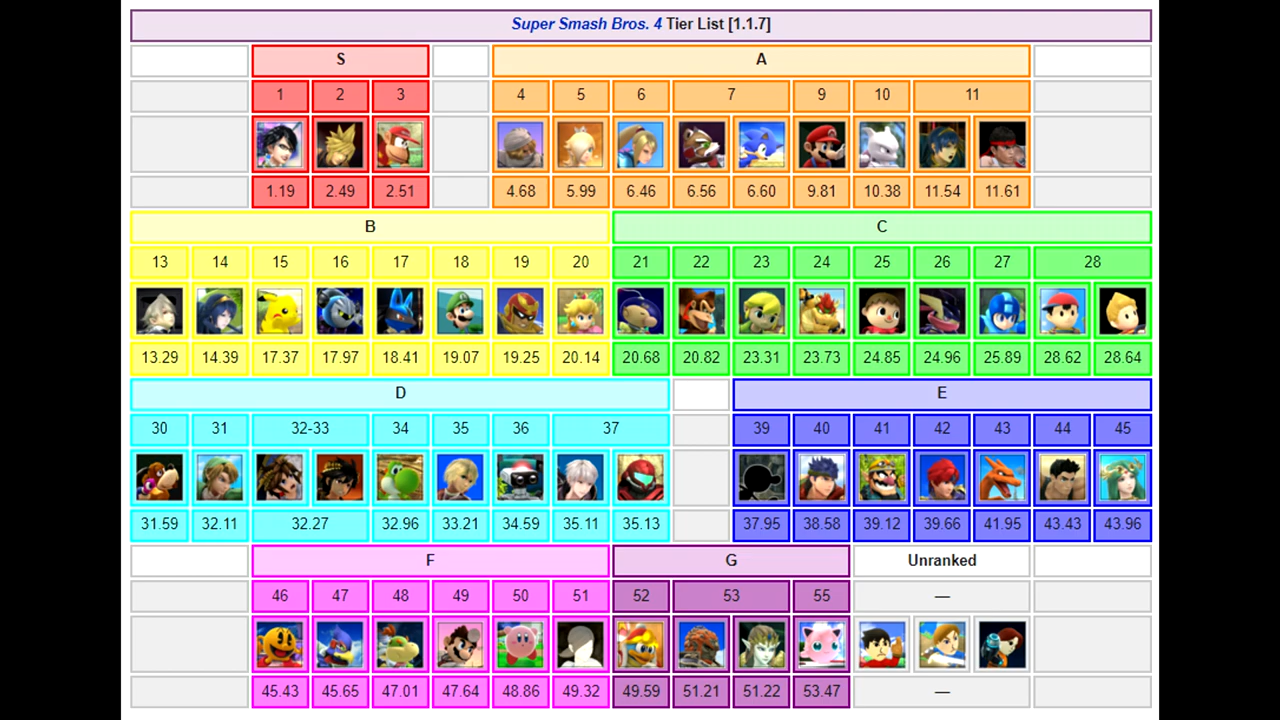 Super Smash Bros. 4 Tier List [1.1.7]
S A
1 2 3 4 5 6 7 9 10 11
1.19 2.49 2.51 4.68 5.99 6.46 6.56 6.60 9.81 10.38 11.54 11.61
B C
13 14 15 16 17 18 19 20 21 22 23 24 25 26 27 28
13.29 14.39 17.37 17.97 18.41 19.07 19.25 20.14 20.68 20.82 23.31 23.73 24.85 24.96 25.89 28.62 28.64
D E
30 31 32-33 34 35 36 37 39 40 41 42 43 44 45
31.59 32.11 32.27 32.96 33.21 34.59 35.11 35.13 37.95 38.58 39.12 39.66 41.95 43.43 43.96
F G Unranked
46 47 48 49 50 51 52 53 55 —
45.43 45.65 47.01 47.64 48.86 49.32 49.59 51.21 51.22 53.47 —